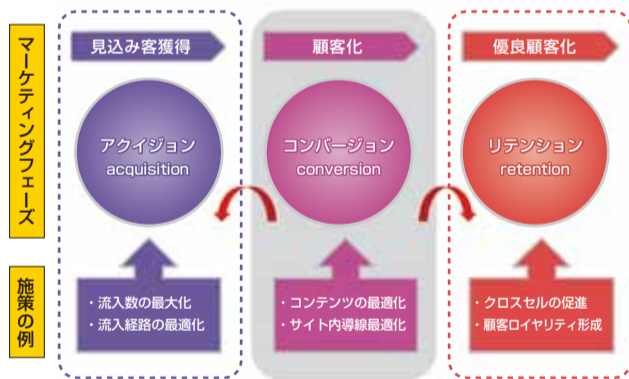 マーケティングフェーズ
見込み客獲得
顧客化
優良顧客化
アクイジョン
acquisition
コンバージョン
conversion
リテンション
retention
施策の例
・流入数の最大化
・流入経路の最適化
・コンテンツの最適化
・サイト内導線最適化
・クロスセルの促進
・顧客ロイヤリティ形成